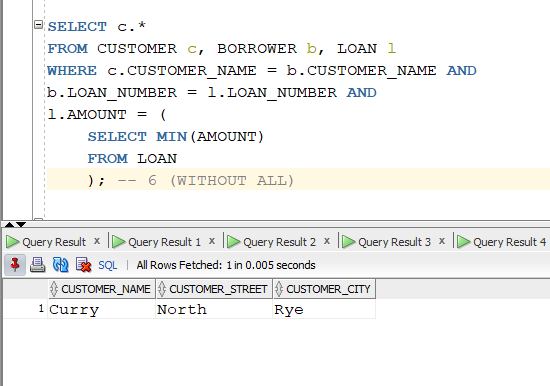 SELECT c.*
FROM CUSTOMER c, BORROWER b, LOAN l
WHERE c.CUSTOMER_NAME = b.CUSTOMER_NAME AND
b.LOAN_NUMBER = l.LOAN_NUMBER AND
l.AMOUNT = (
SELECT MIN(AMOUNT)
FROM LOAN
); -- 6 (WITHOUT ALL)
Query Result x Query Result 1 x Query Result 2 x Query Result 3 x Query Result 4
SQL | All Rows Fetched: 1 in 0.005 seconds
CUSTOMER_NAME CUSTOMER_STREET CUSTOMER_CITY
1 Curry North Rye